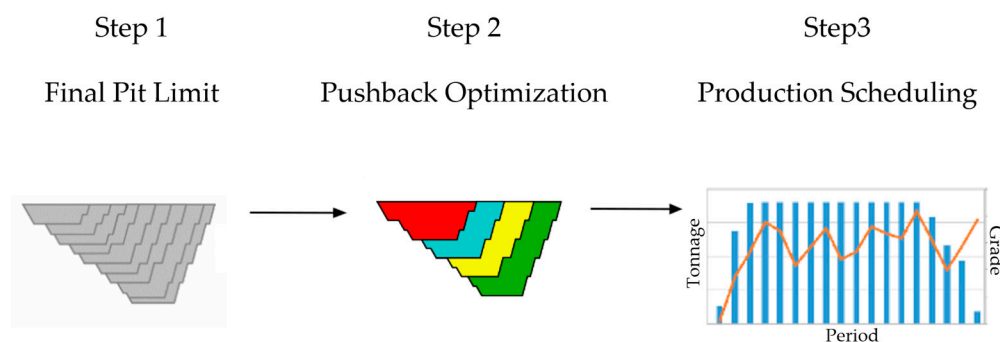 Step 1
Step 2
Step3
Final Pit Limit
Pushback Optimization
Production Scheduling
Tonnage
Grade
Period